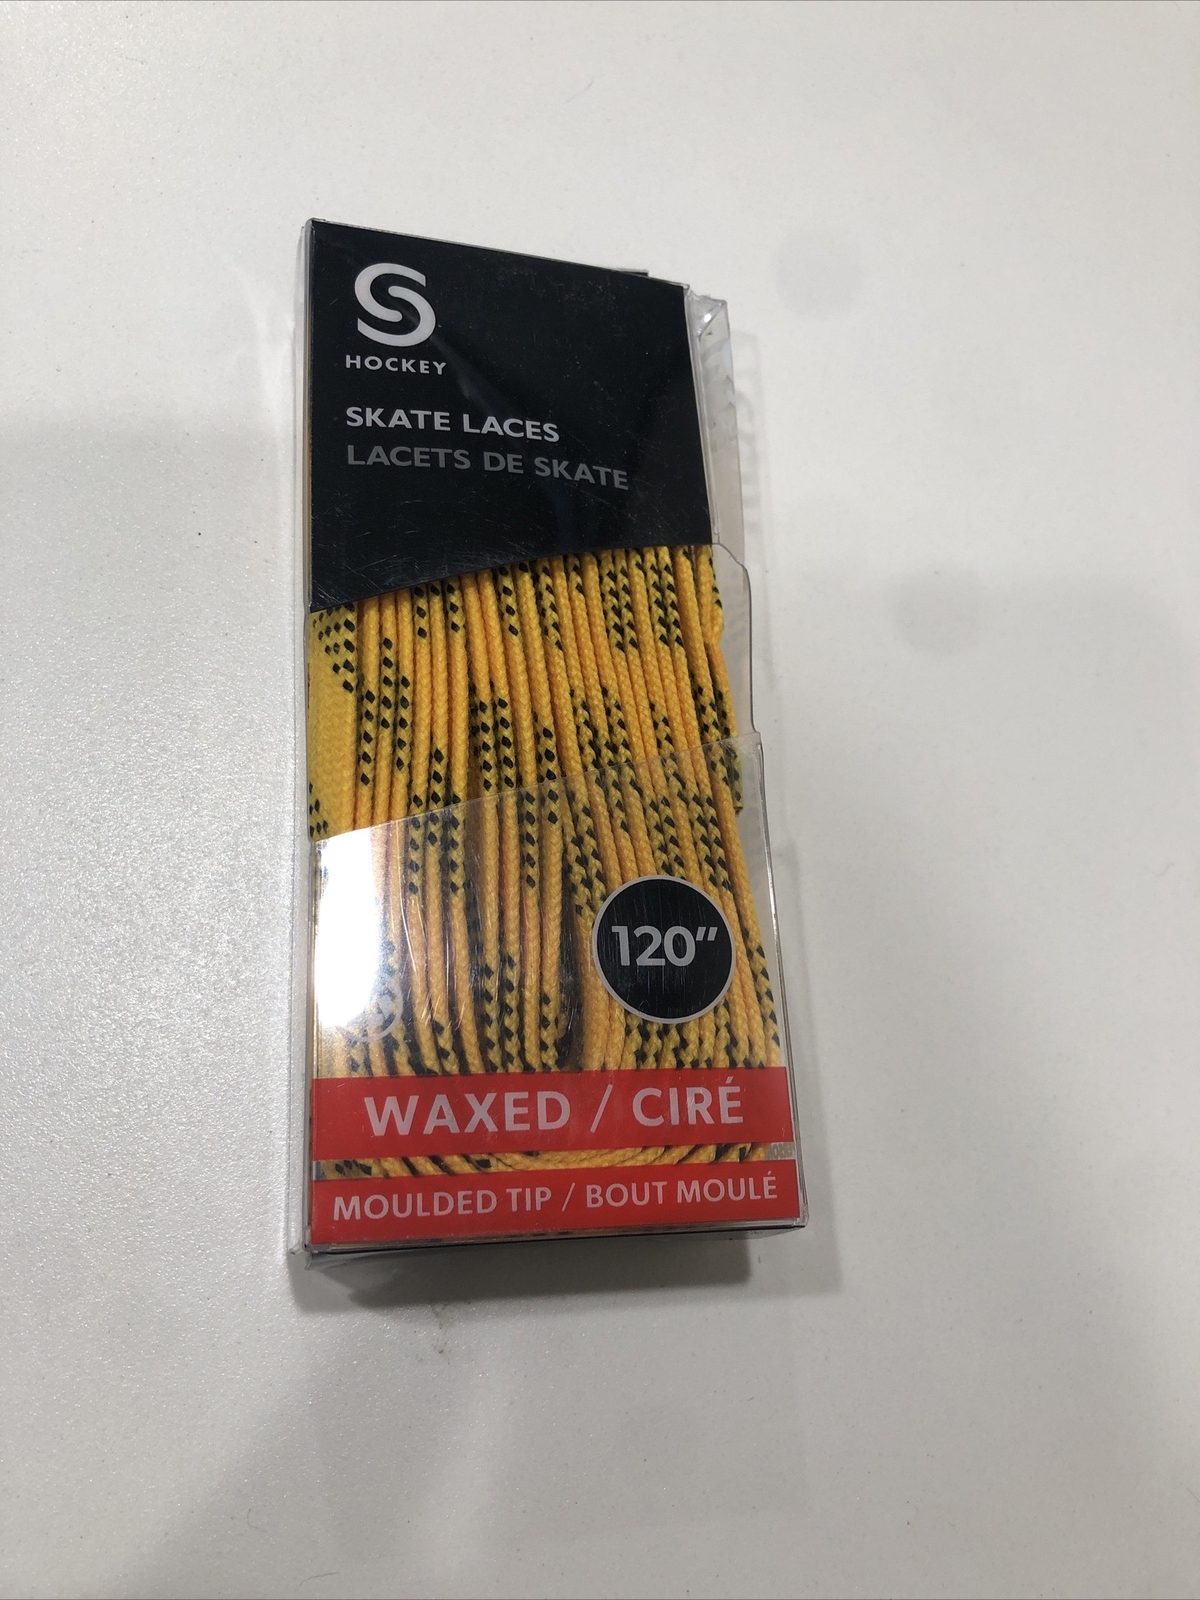 S
HOCKEY
SKATE LACES
LACETS DE SKATE
120"
WAXED / CIRÉ
MOULDED TIP / BOUT MOULÉ